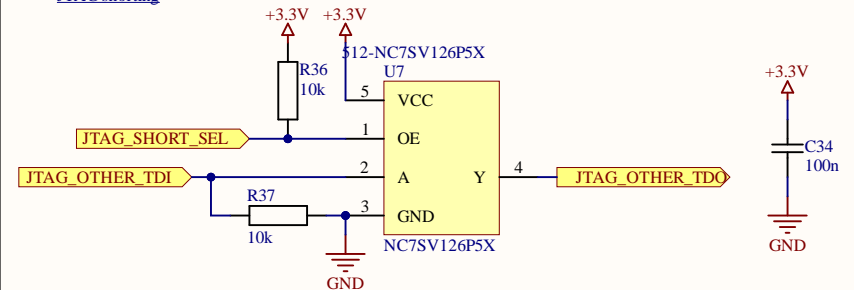 +3.3V
+3.3V
512-NC7SV126P5X
U7
R36
10k
5
VCC
JTAG_SHORT_SEL
1
OE
JTAG_OTHER_TDI
2
A
Y
4
JTAG_OTHER_TDO
R37
10k
3
GND
NC7SV126P5X
GND
+3.3V
C34
100n
GND